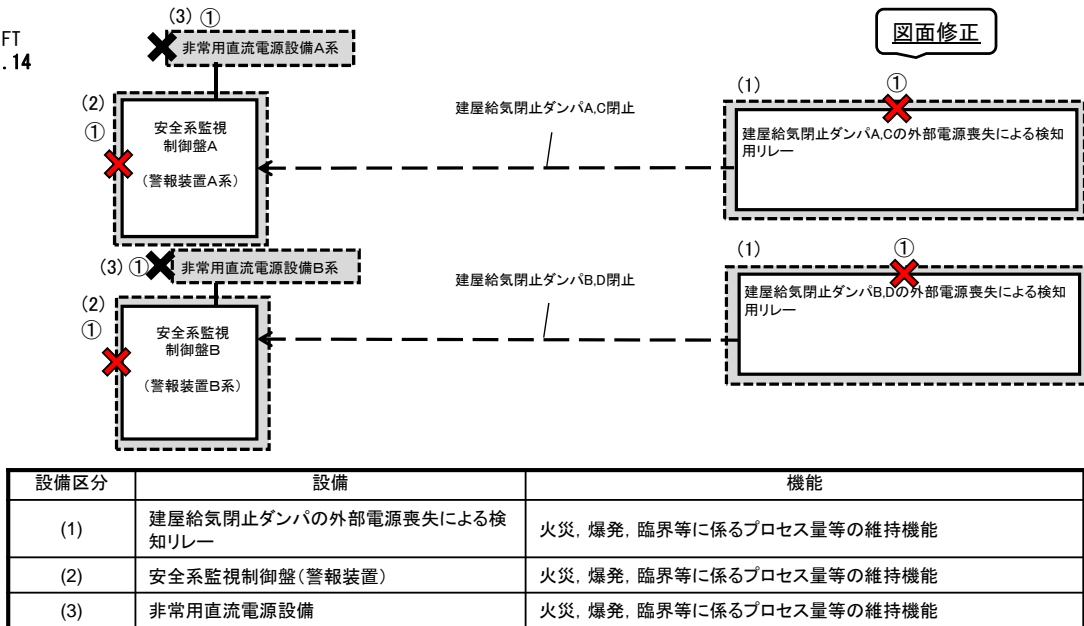 FT
.14
図面修正
(3) ①
非常用直流電源設備A系
(2)
①
安全系監視
制御盤A
(警報装置A系)
建屋給気閉止ダンパA,C閉止
(1)
①
建屋給気閉止ダンパA,Cの外部電源喪失による検知
用リレー
(3) ①
非常用直流電源設備B系
(2)
①
安全系監視
制御盤B
(警報装置B系)
建屋給気閉止ダンパB,D閉止
(1)
①
建屋給気閉止ダンパB,Dの外部電源喪失による検知
用リレー
設備区分 設備 機能
(1) 建屋給気閉止ダンパの外部電源喪失による検
知リレー 火災, 爆発, 臨界等に係るプロセス量等の維持機能
(2) 安全系監視制御盤(警報装置) 火災, 爆発, 臨界等に係るプロセス量等の維持機能
(3) 非常用直流電源設備 火災, 爆発, 臨界等に係るプロセス量等の維持機能